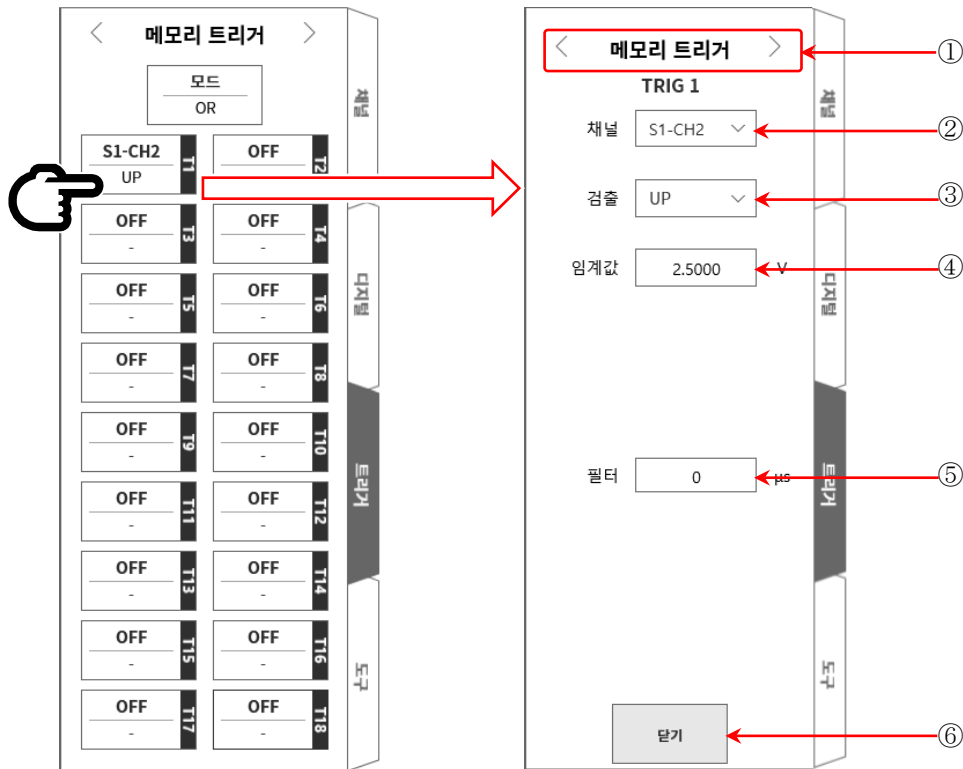 메모리 트리거
모드
OR
S1-CH2
UP
T1
OFF
T2
OFF
-
T3
OFF
-
T4
OFF
-
T5
OFF
-
T6
OFF
-
T7
OFF
-
T8
OFF
-
T9
OFF
-
T10
OFF
-
T11
OFF
-
T12
OFF
-
T13
OFF
-
T14
OFF
-
T15
OFF
-
T16
OFF
-
T17
OFF
-
T18
채널
디지털
트리거
도구
메모리 트리거 ①
TRIG 1
채널 S1-CH2 ②
검출 UP ③
임계값 2.5000 V ④
필터 0 μs ⑤
닫기 ⑥
채널
디지털
트리거
도구